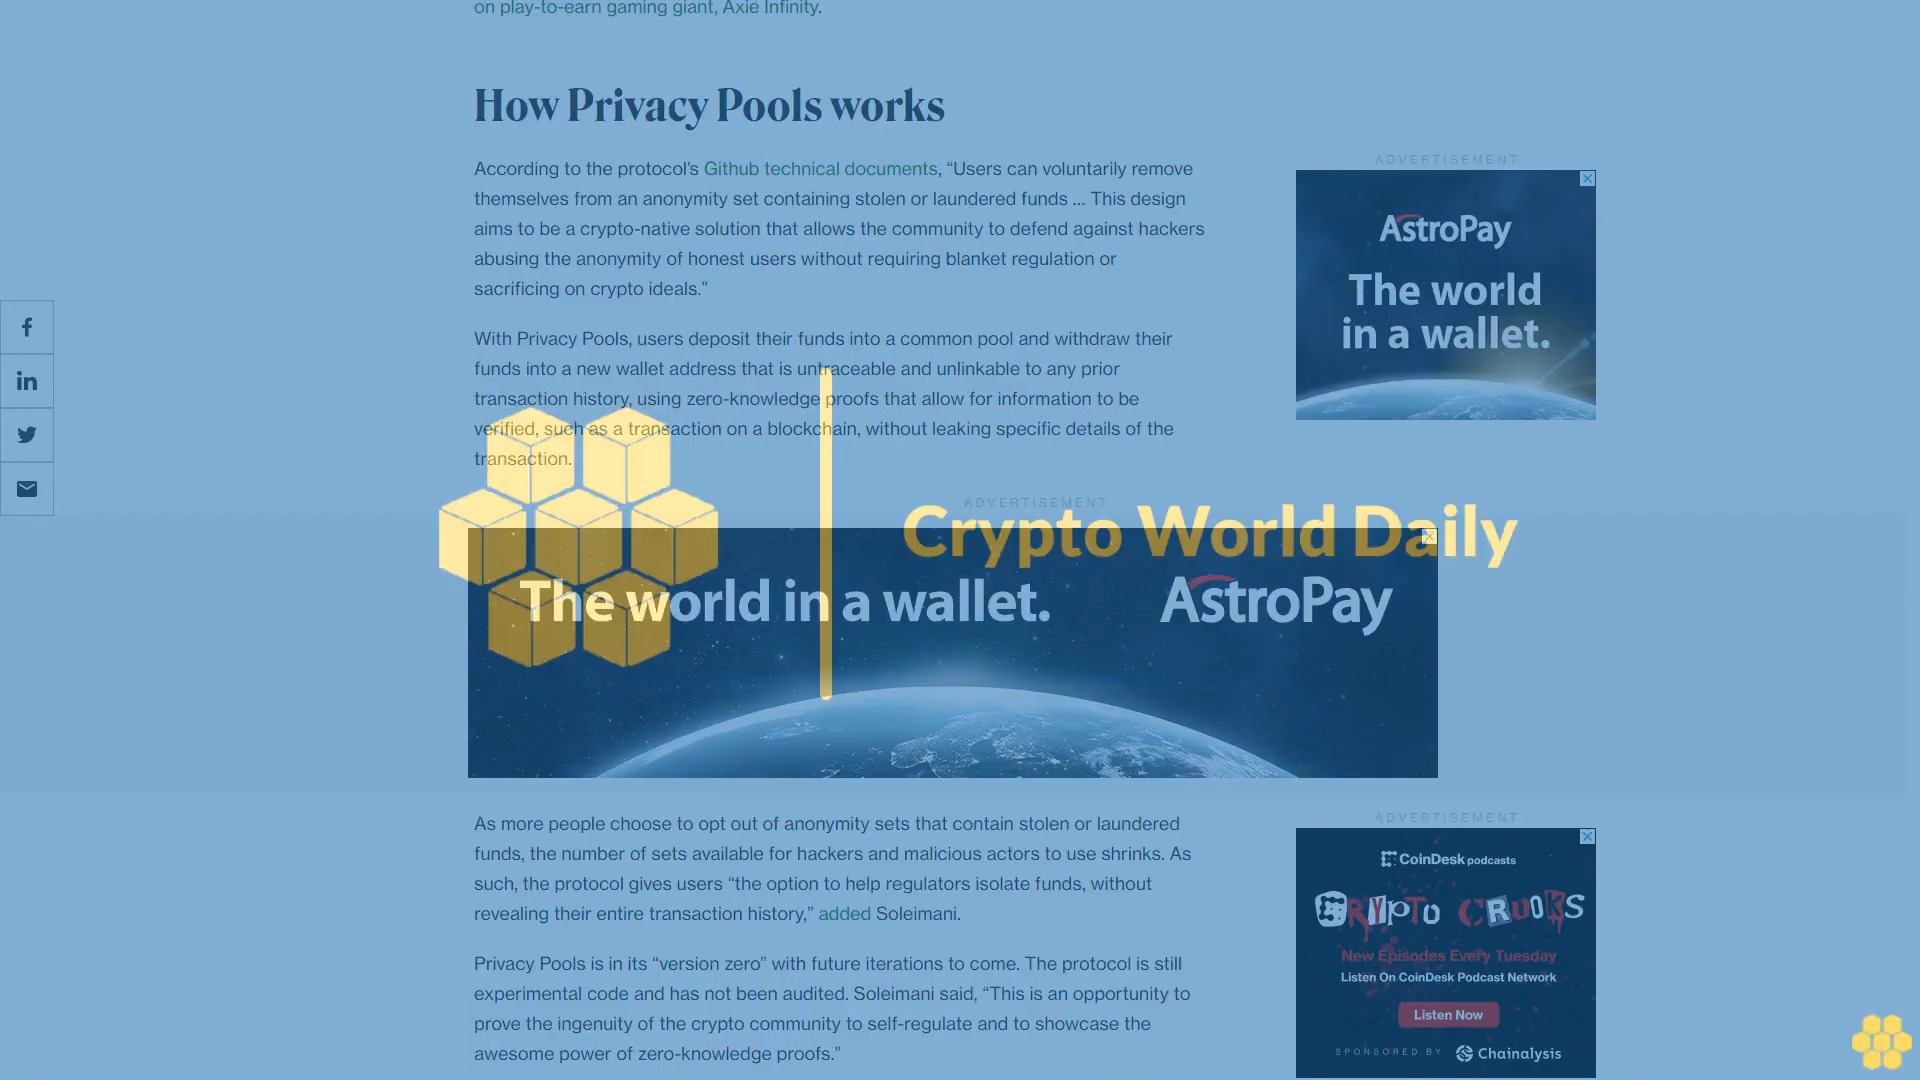 on play-to-earn gaming giant, Axie Infinity.
How Privacy Pools works
According to the protocol’s Github technical documents, “Users can voluntarily remove
themselves from an anonymity set containing stolen or laundered funds ... This design
aims to be a crypto-native solution that allows the community to defend against hackers
abusing the anonymity of honest users without requiring blanket regulation or
sacrificing on crypto ideals.”
With Privacy Pools, users deposit their funds into a common pool and withdraw their
funds into a new wallet address that is untraceable and unlinkable to any prior
transaction history, using zero-knowledge proofs that allow for information to be
verified, such as a transaction on a blockchain, without leaking specific details of the
transaction.
ADVERTISEMENT
AstroPay
The world
in a wallet.
ADVERTISEMENT
Crypto World Daily
The world in a wallet.
AstroPay
As more people choose to opt out of anonymity sets that contain stolen or laundered
funds, the number of sets available for hackers and malicious actors to use shrinks. As
such, the protocol gives users “the option to help regulators isolate funds, without
revealing their entire transaction history,” added Soleimani.
Privacy Pools is in its “version zero” with future iterations to come. The protocol is still
experimental code and has not been audited. Soleimani said, “This is an opportunity to
prove the ingenuity of the crypto community to self-regulate and to showcase the
awesome power of zero-knowledge proofs.”
ADVERTISEMENT
CoinDesk podcasts
CRYPTO CROOKS
New Episodes Every Tuesday
Listen On CoinDesk Podcast Network
Listen Now
SPONSORED BY Chainalysis